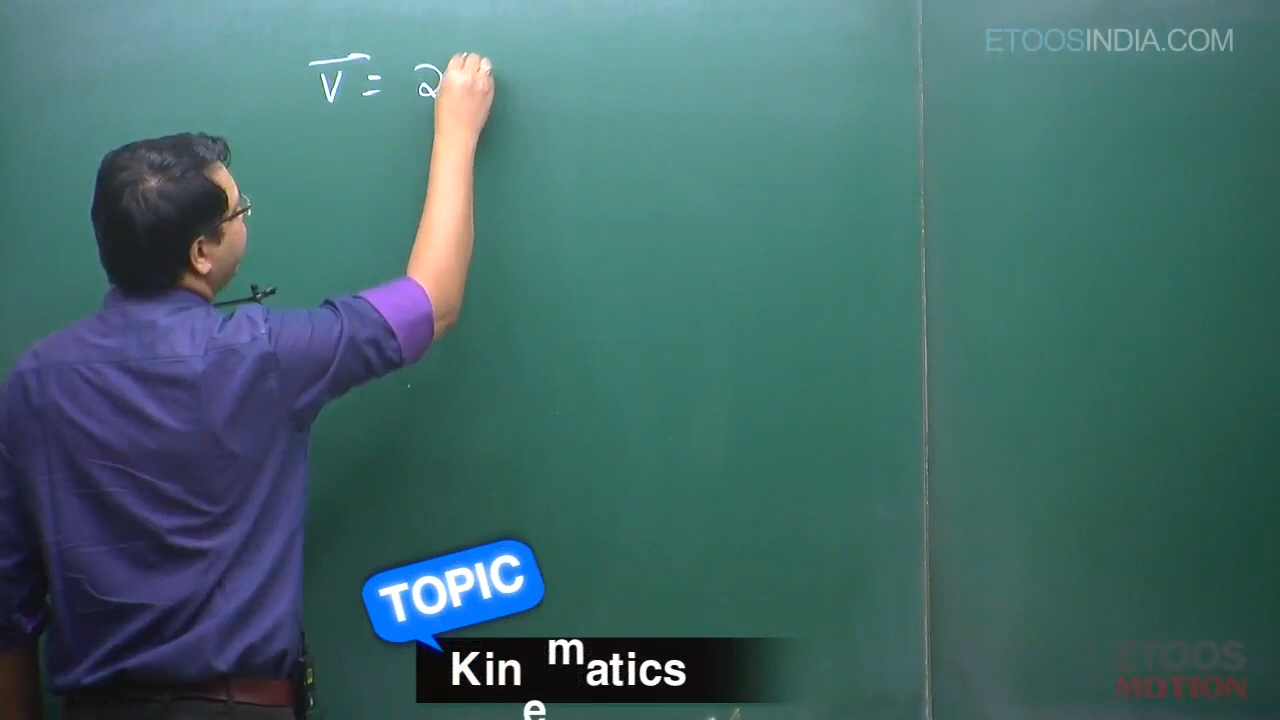 ETOOSINDIA.COM
V̅ = 2
TOPIC
Kinematics
ETOOS
MOTION